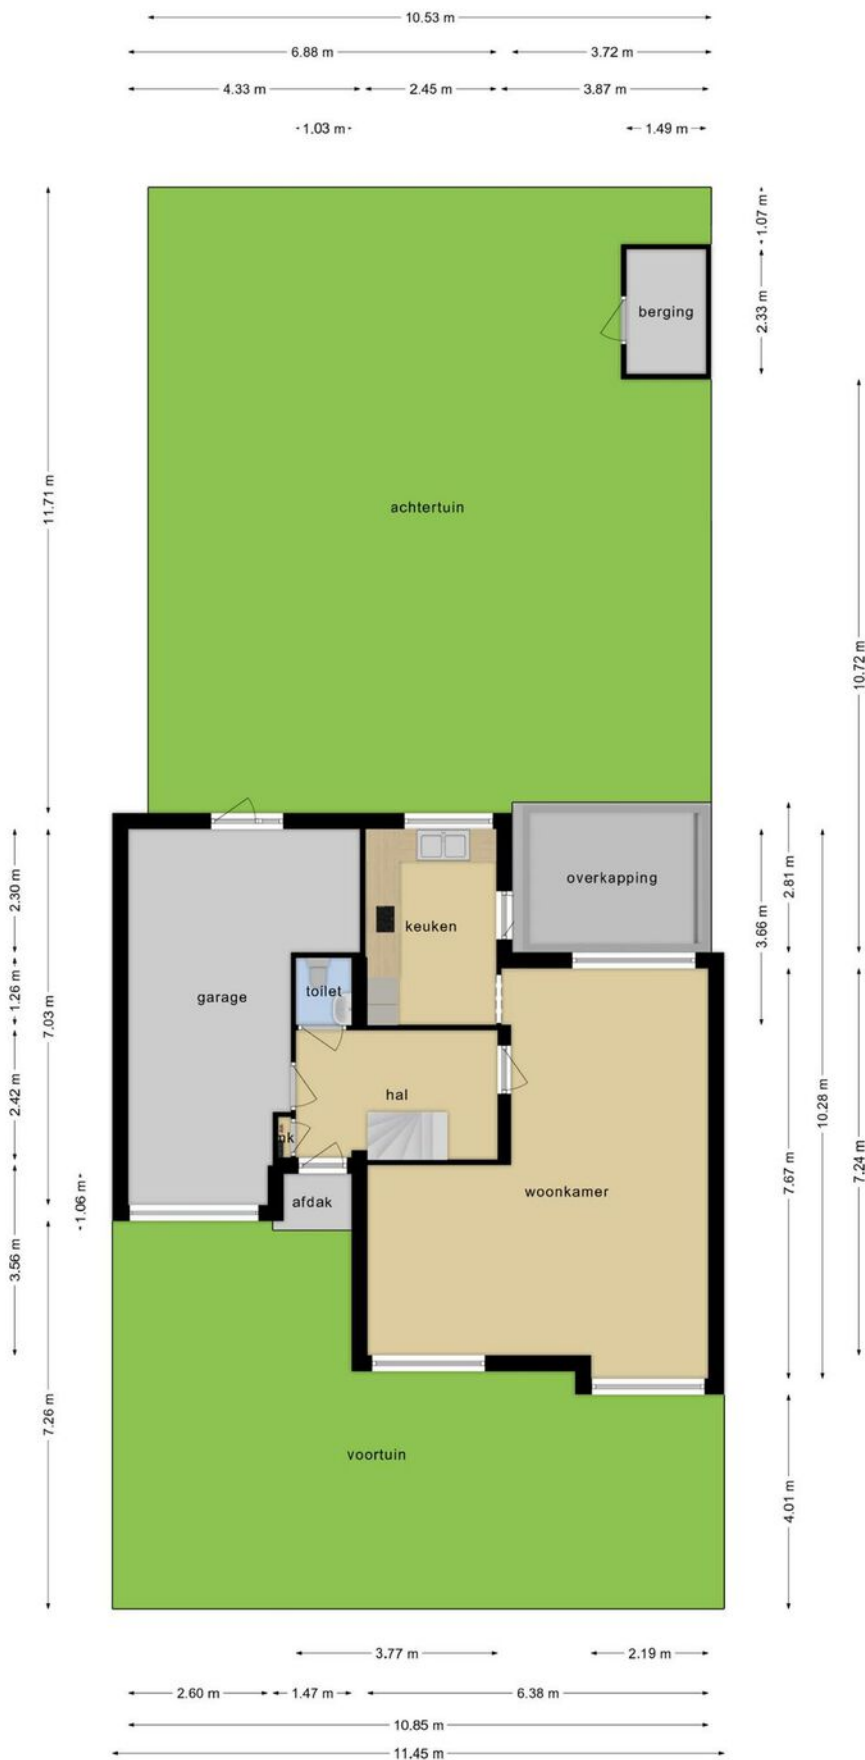 10.53 m
6.88 m
3.72 m
4.33 m
2.45 m
3.87 m
1.03 m
1.49 m
1.07 m
2.33 m
berging
11.71 m
achtertuin
10.72 m
2.30 m
1.26 m
2.42 m
3.56 m
7.03 m
1.06 m
7.26 m
keuken
overkapping
garage
toilet
hal
afdak
woonkamer
voortuin
2.81 m
3.66 m
10.28 m
7.67 m
7.24 m
4.01 m
3.77 m
2.19 m
2.60 m
1.47 m
6.38 m
10.85 m
11.45 m